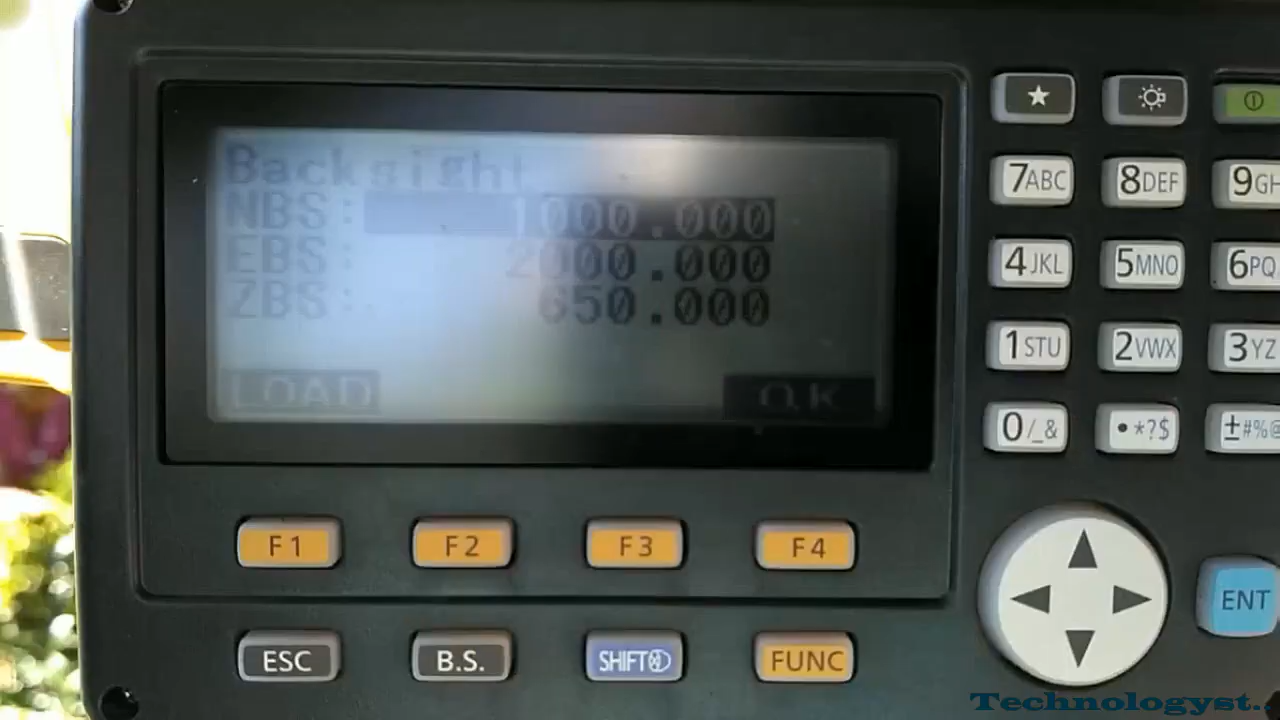 Backsight
NBS: 1000.000
EBS: 2000.000
ZBS: 650.000
LOAD OK
★
7ABC 8DEF 9GH
4JKL 5MNO 6PQ
1STU 2VWX 3YZ
0/_& •*?$ ±#%@
F1 F2 F3 F4
ENT
ESC B.S. SHIFT FUNC
Technologyst..